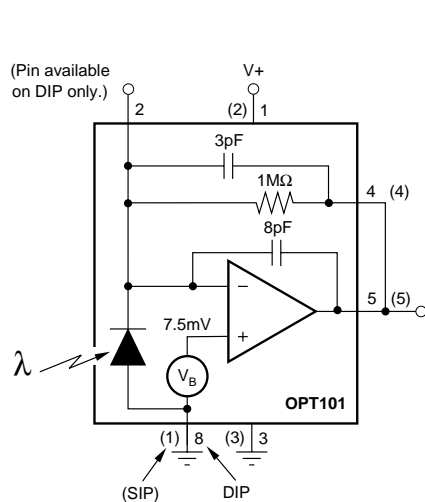 (Pin available
on DIP only.)
V+
2
(2)
1
3pF
1MΩ
4
(4)
8pF
–
5
(5)
7.5mV
+
λ
VB
OPT101
(1)
8
(3)
3
(SIP)
DIP